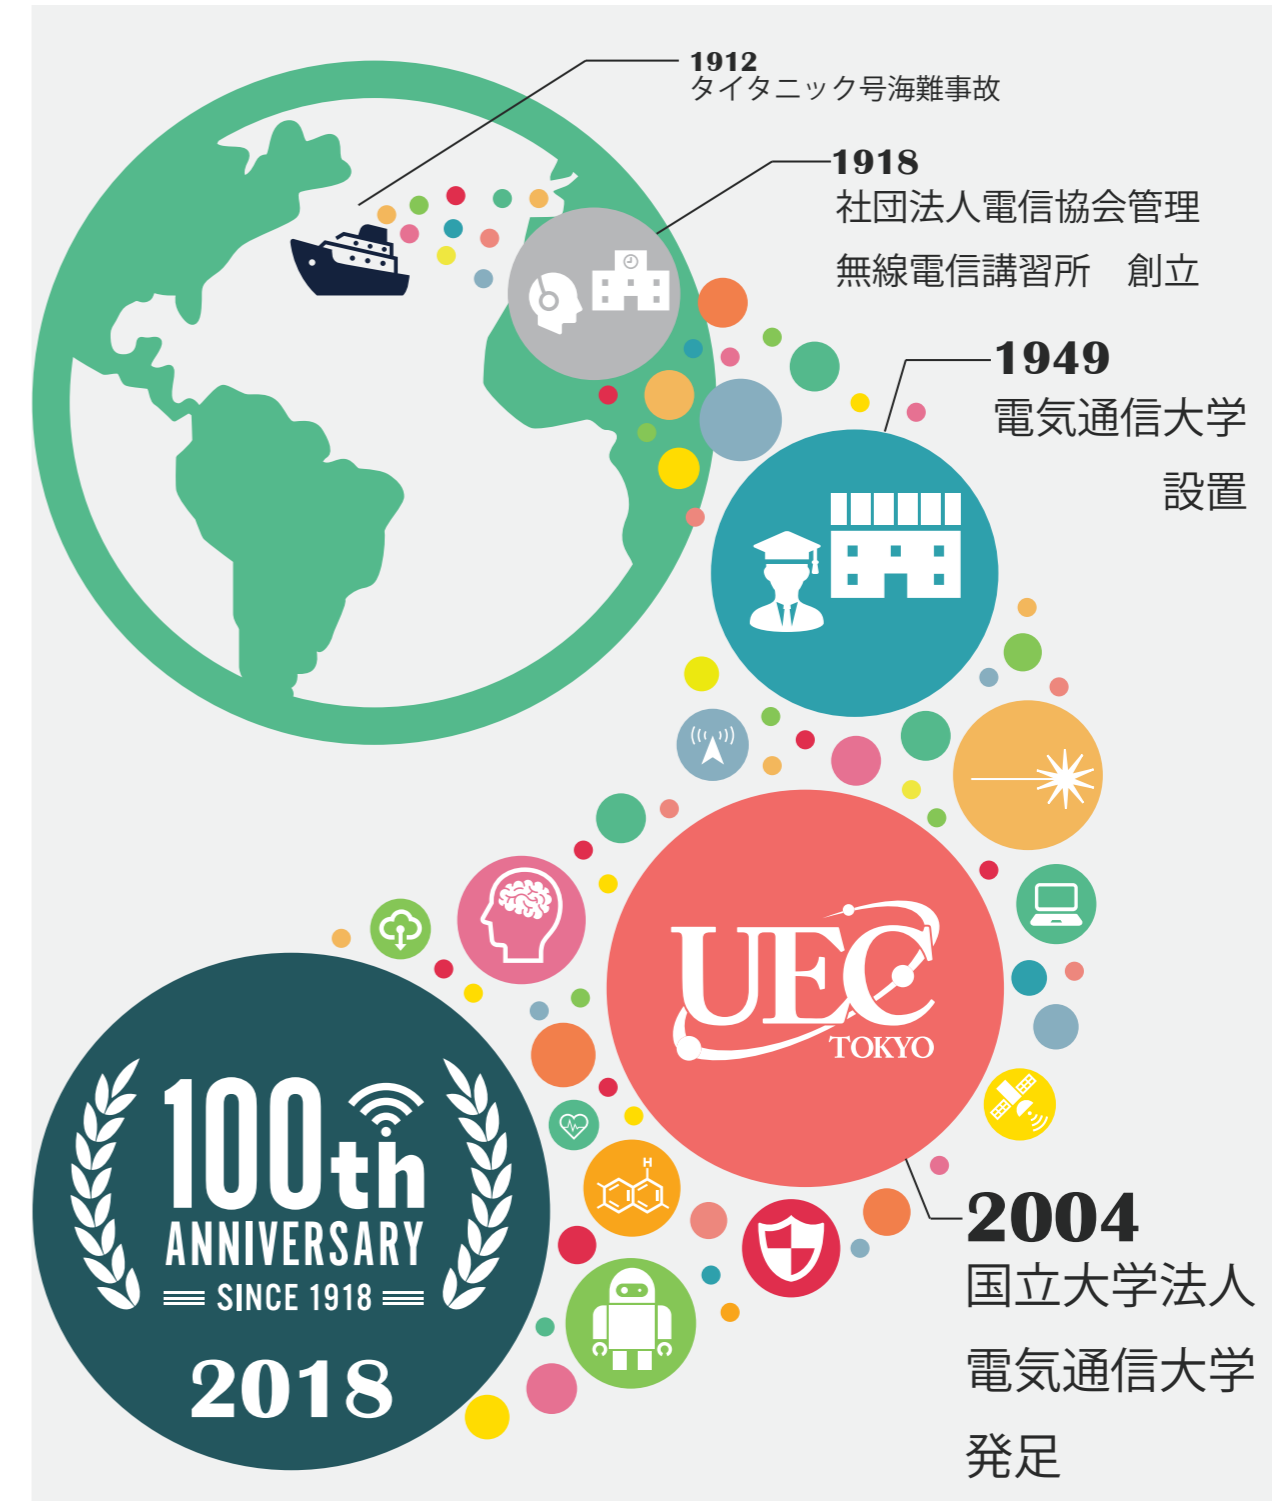 1912
タイタニック号海難事故
1918
社団法人電信協会管理
無線電信講習所　創立
1949
電気通信大学
設置
UEC
TOKYO
H
100th
ANNIVERSARY
SINCE 1918
2018
2004
国立大学法人
電気通信大学
発足